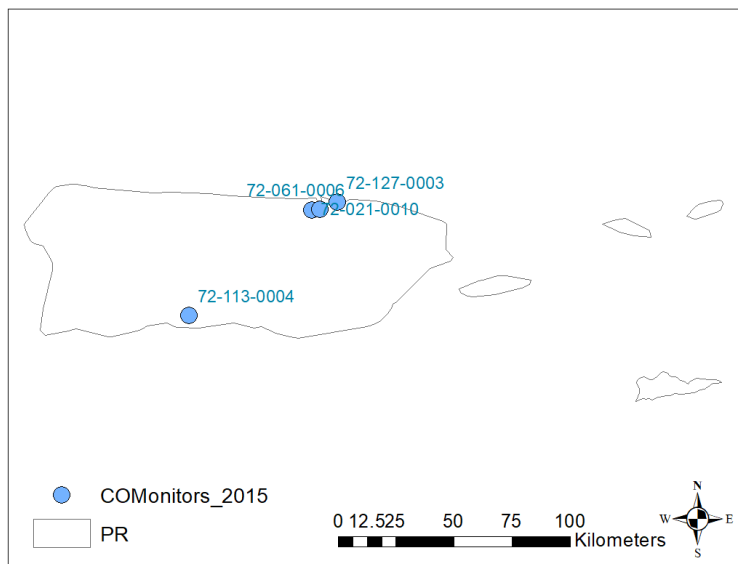 72-127-0003
72-061-0006
72-021-0010
72-113-0004
COMonitors_2015
PR
0 12.525 50 75 100
Kilometers
N
W E
S